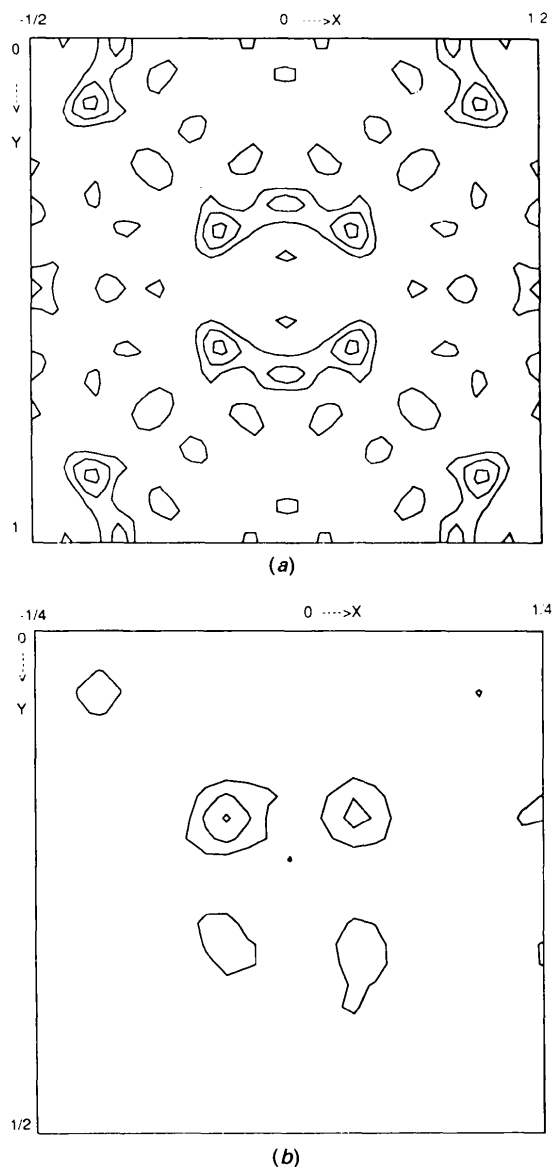 -1/2 0 ---->X 1 2
0
---->
Y
1
(a)
-1/4 0 ---->X 1/4
0
---->
Y
1/2
(b)